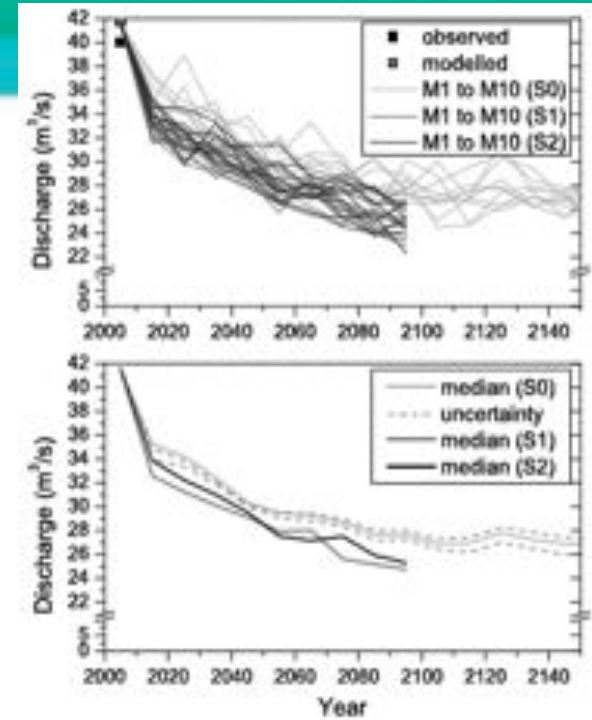 42
40
38
36
34
32
30
28
26
24
22
5
0
Discharge (m³/s)
observed
modelled
M1 to M10 (S0)
M1 to M10 (S1)
M1 to M10 (S2)
2000 2020 2040 2060 2080 2100 2120 2140
42
40
38
36
34
32
30
28
26
24
22
5
0
Discharge (m³/s)
median (S0)
uncertainty
median (S1)
median (S2)
2000 2020 2040 2060 2080 2100 2120 2140
Year